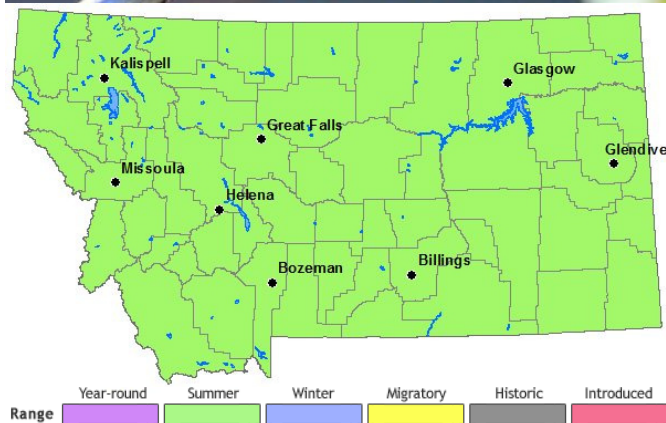 Kalispell
Glasgow
Great Falls
Glendive
Missoula
Helena
Bozeman
Billings
Year-round Summer Winter Migratory Historic Introduced
Range